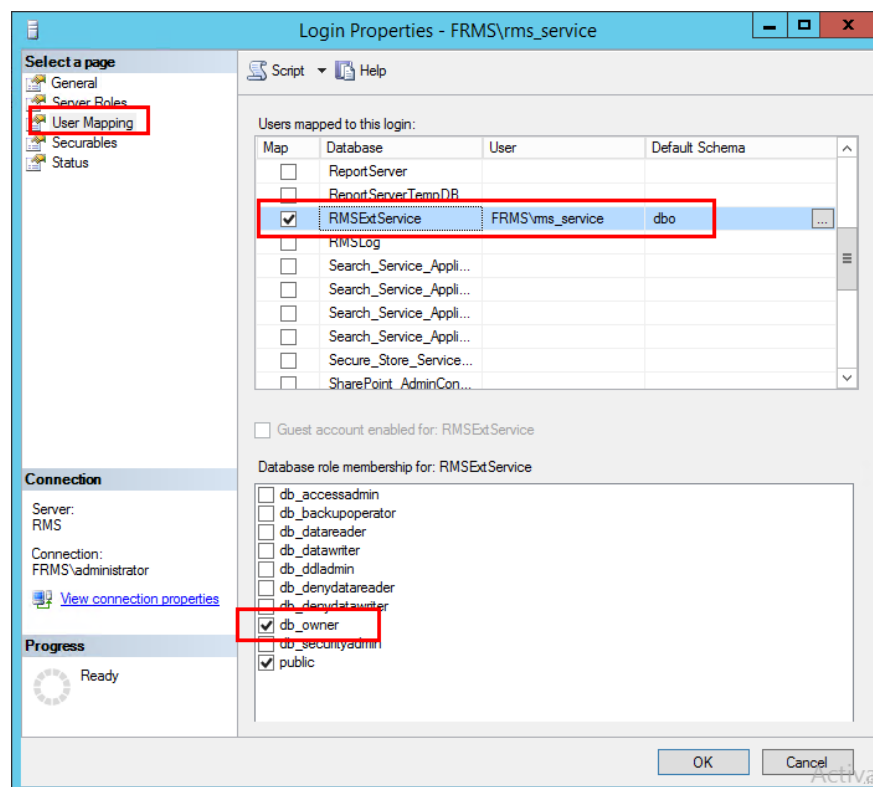 Login Properties - FRMS\rms_service
Select a page
General
Server Roles
User Mapping
Securables
Status
Script
Help
Users mapped to this login:
Map Database User Default Schema
ReportServer
ReportServerTempDB
RMSExtService FRMS\rms_service dbo ...
RMSLog
Search_Service_Appli...
Search_Service_Appli...
Search_Service_Appli...
Search_Service_Appli...
Secure_Store_Service...
SharePoint_AdminCon...
Guest account enabled for: RMSExtService
Database role membership for: RMSExtService
db_accessadmin
db_backupoperator
db_datareader
db_datawriter
db_ddladmin
db_denydatareader
db_denydatawriter
db_owner
db_securityadmin
public
Connection
Server:
RMS
Connection:
FRMS\administrator
View connection properties
Progress
Ready
OK
Cancel
Activa